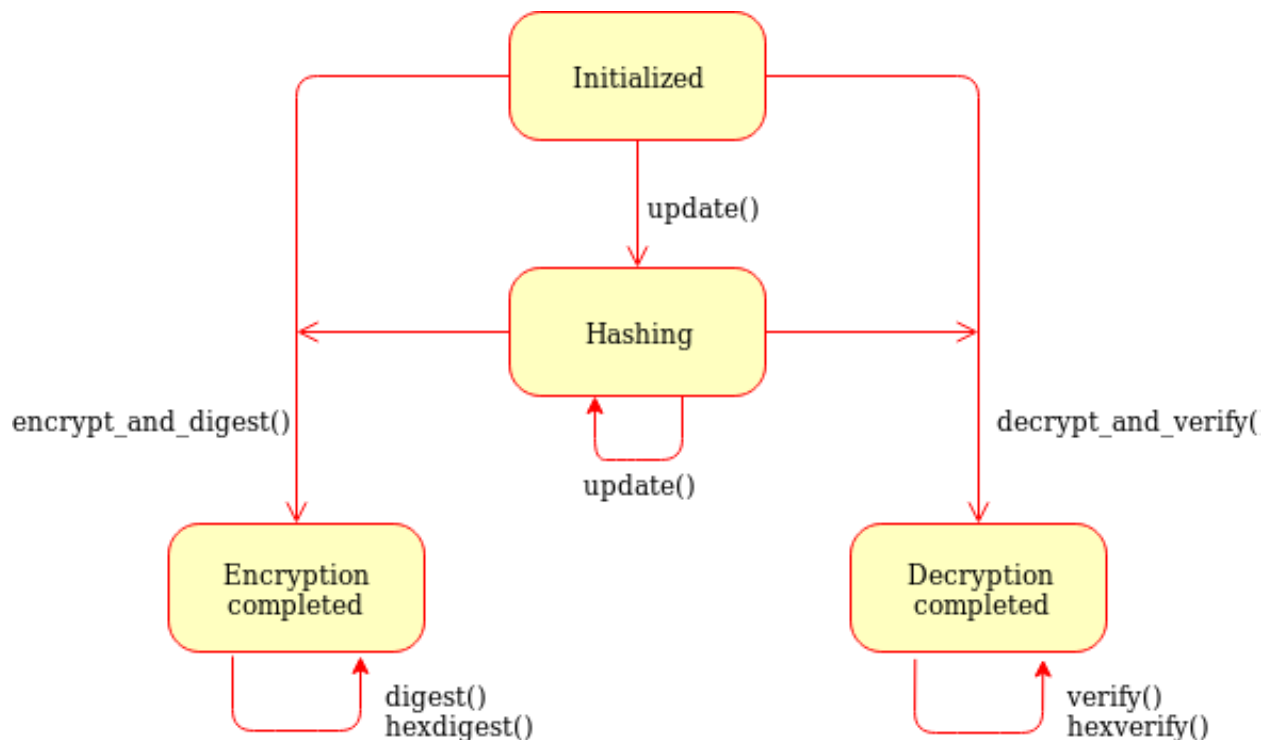 Initialized
update()
Hashing
encrypt_and_digest()
decrypt_and_verify(
update()
Encryption
completed
Decryption
completed
digest()
hexdigest()
verify()
hexverify()